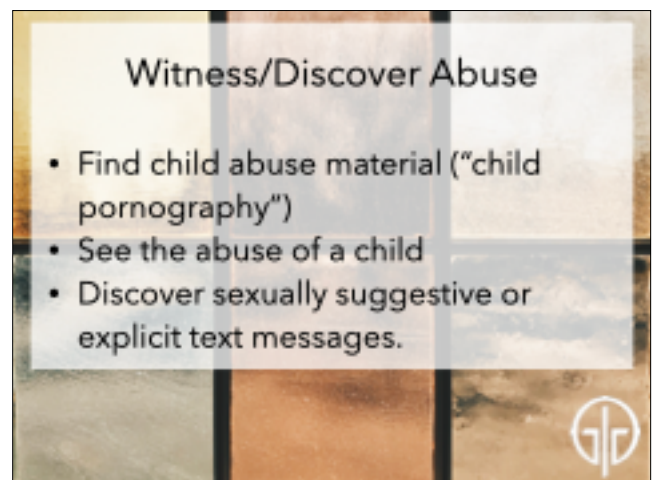 Witness/Discover Abuse
• Find child abuse material (“child
pornography”)
• See the abuse of a child
• Discover sexually suggestive or
explicit text messages.